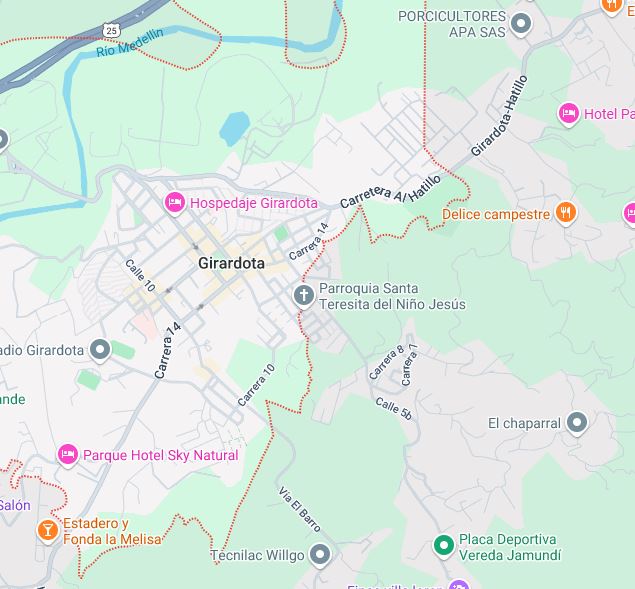 PORCICULTORES
APA SAS
E
25
Río Medellín
Girardota-Hatillo
Hotel Pa
Hospedaje Girardota
Carretera A/ Hatillo
Delice campestre
Carrera 14
Girardota
Calle 10
Parroquia Santa
Teresita del Niño Jesús
Carrera 14
adio Girardota
Carrera 8
Carrera 7
Carrera 10
ande
Calle 5b
El chaparral
Parque Hotel Sky Natural
Salón
Vía El Barro
Estadero y
Fonda la Melisa
Placa Deportiva
Vereda Jamundí
Técnilac Willgo